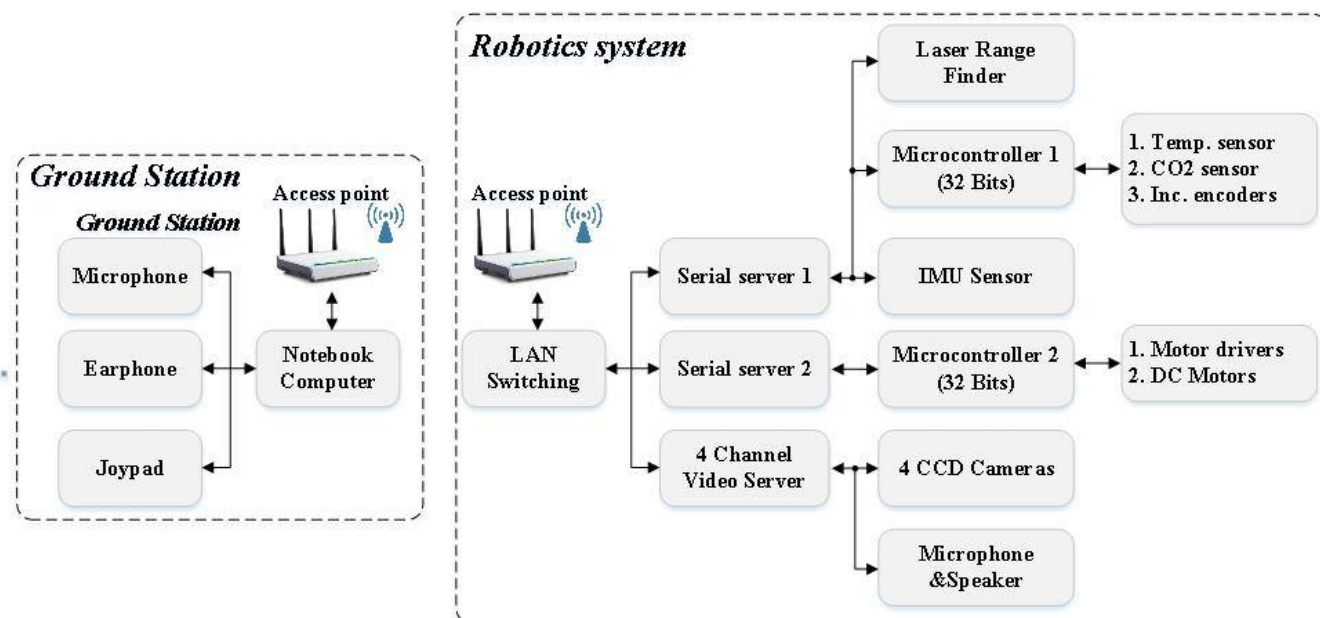 Ground Station
Ground Station
Access point
Microphone
Earphone
Joypad
Notebook
Computer
Robotics system
Access point
LAN
Switching
Serial server 1
Serial server 2
4 Channel
Video Server
Laser Range
Finder
Microcontroller 1
(32 Bits)
IMU Sensor
Microcontroller 2
(32 Bits)
4 CCD Cameras
Microphone
&Speaker
1. Temp. sensor
2. CO2 sensor
3. Inc. encoders
1. Motor drivers
2. DC Motors